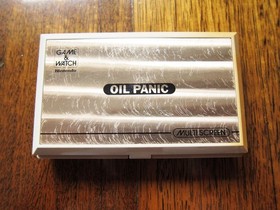 GAME
&
WATCH
Nintendo
OIL PANIC
MULTI SCREEN